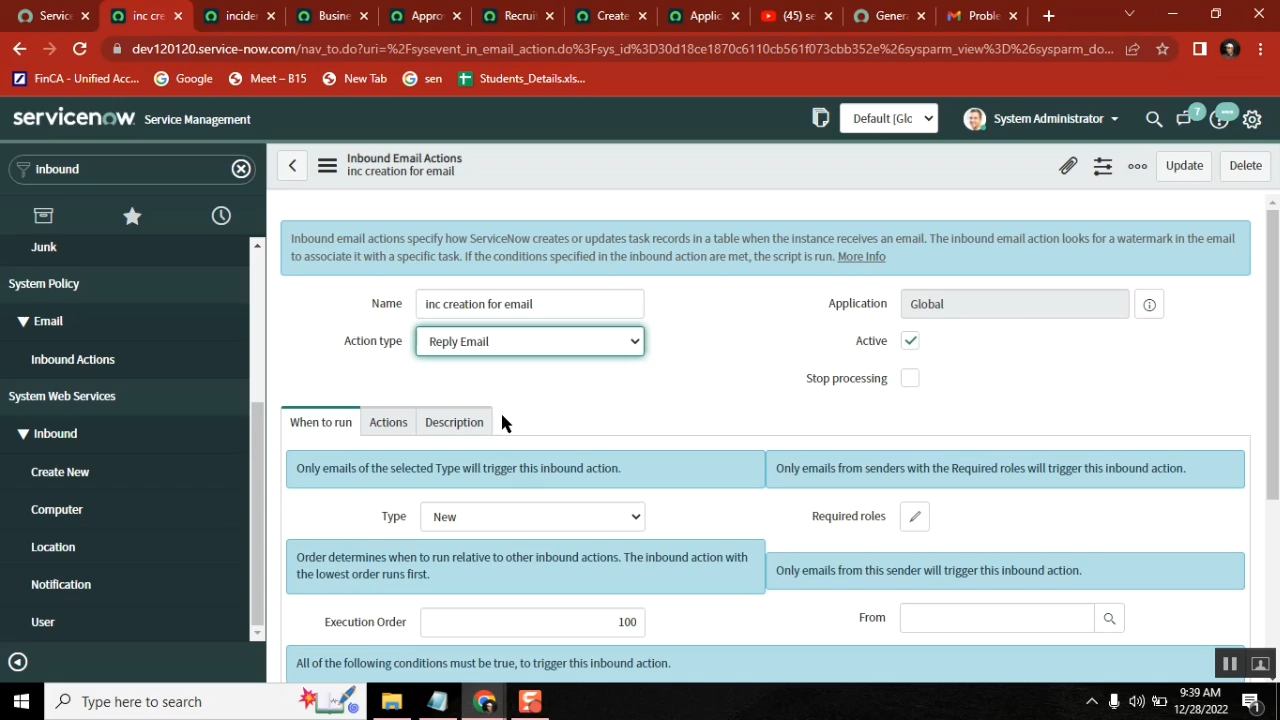 Servic
inc cre
inciden
Busine
Approv
Recruit
Create
Applic
(45) se
Genera
Proble
dev120120.service-now.com/nav_to.do?uri=%2Fsysevent_in_email_action.do%3Fsys_id%3D30d18ce1870c6110cb561f073cbb352e%26sysparm_view%3D%26sysparm_do...
FinCA - Unified Acc...
Google
Meet – B15
New Tab
sen
Students_Details.xls...
servicenow Service Management
Default [Glo
System Administrator
7
inbound
Inbound Email Actions
inc creation for email
Update
Delete
Junk
System Policy
Email
Inbound Actions
System Web Services
Inbound
Create New
Computer
Location
Notification
User
Inbound email actions specify how ServiceNow creates or updates task records in a table when the instance receives an email. The inbound email action looks for a watermark in the email
to associate it with a specific task. If the conditions specified in the inbound action are met, the script is run. More Info
Name
inc creation for email
Application
Global
Action type
Reply Email
Active
Stop processing
When to run
Actions
Description
Only emails of the selected Type will trigger this inbound action.
Only emails from senders with the Required roles will trigger this inbound action.
Type
New
Required roles
Order determines when to run relative to other inbound actions. The inbound action with
the lowest order runs first.
Only emails from this sender will trigger this inbound action.
Execution Order
100
From
All of the following conditions must be true, to trigger this inbound action.
Type here to search
9:39 AM
12/28/2022
1